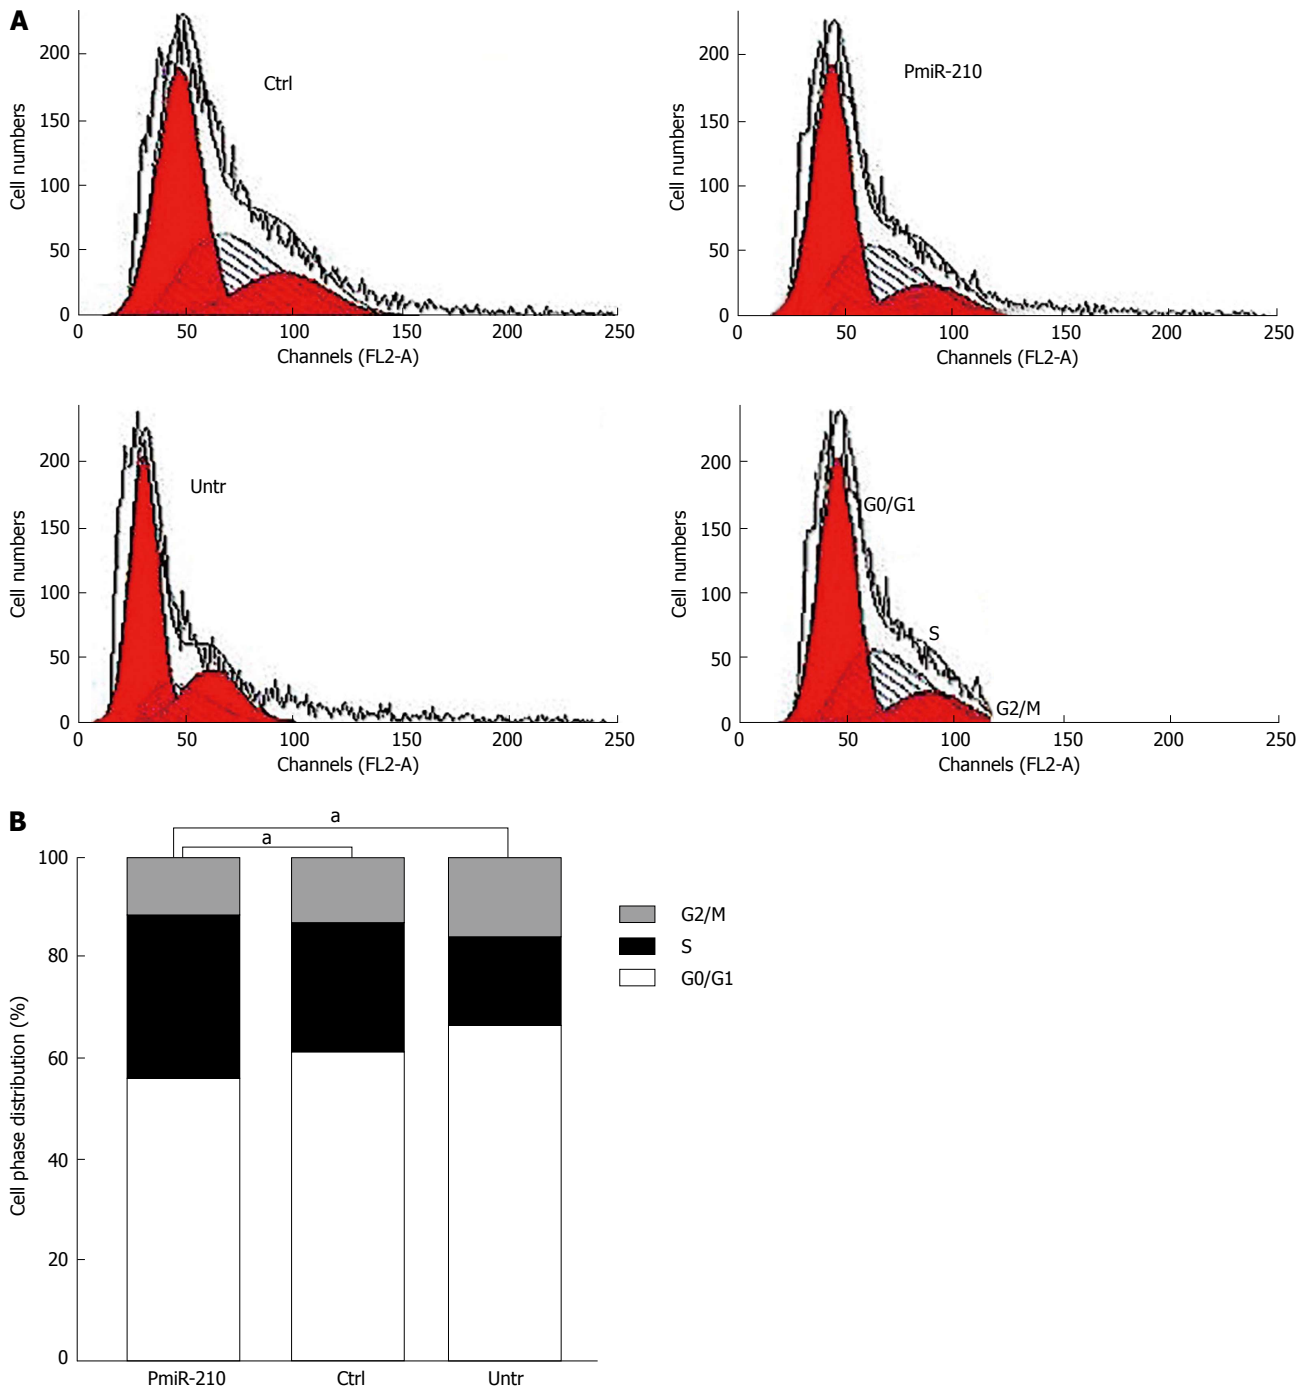 A
Ctrl
Cell numbers
200
150
100
50
0
0 50 100 150 200 250
Channels (FL2-A)
PmiR-210
Cell numbers
200
150
100
50
0
0 50 100 150 200 250
Channels (FL2-A)
Untr
Cell numbers
200
150
100
50
0
0 50 100 150 200 250
Channels (FL2-A)
G0/G1
S
G2/M
Cell numbers
200
150
100
50
0
0 50 100 150 200 250
Channels (FL2-A)
B
a
a
Cell phase distribution (%)
100
80
60
40
20
0
PmiR-210 Ctrl Untr
G2/M
S
G0/G1